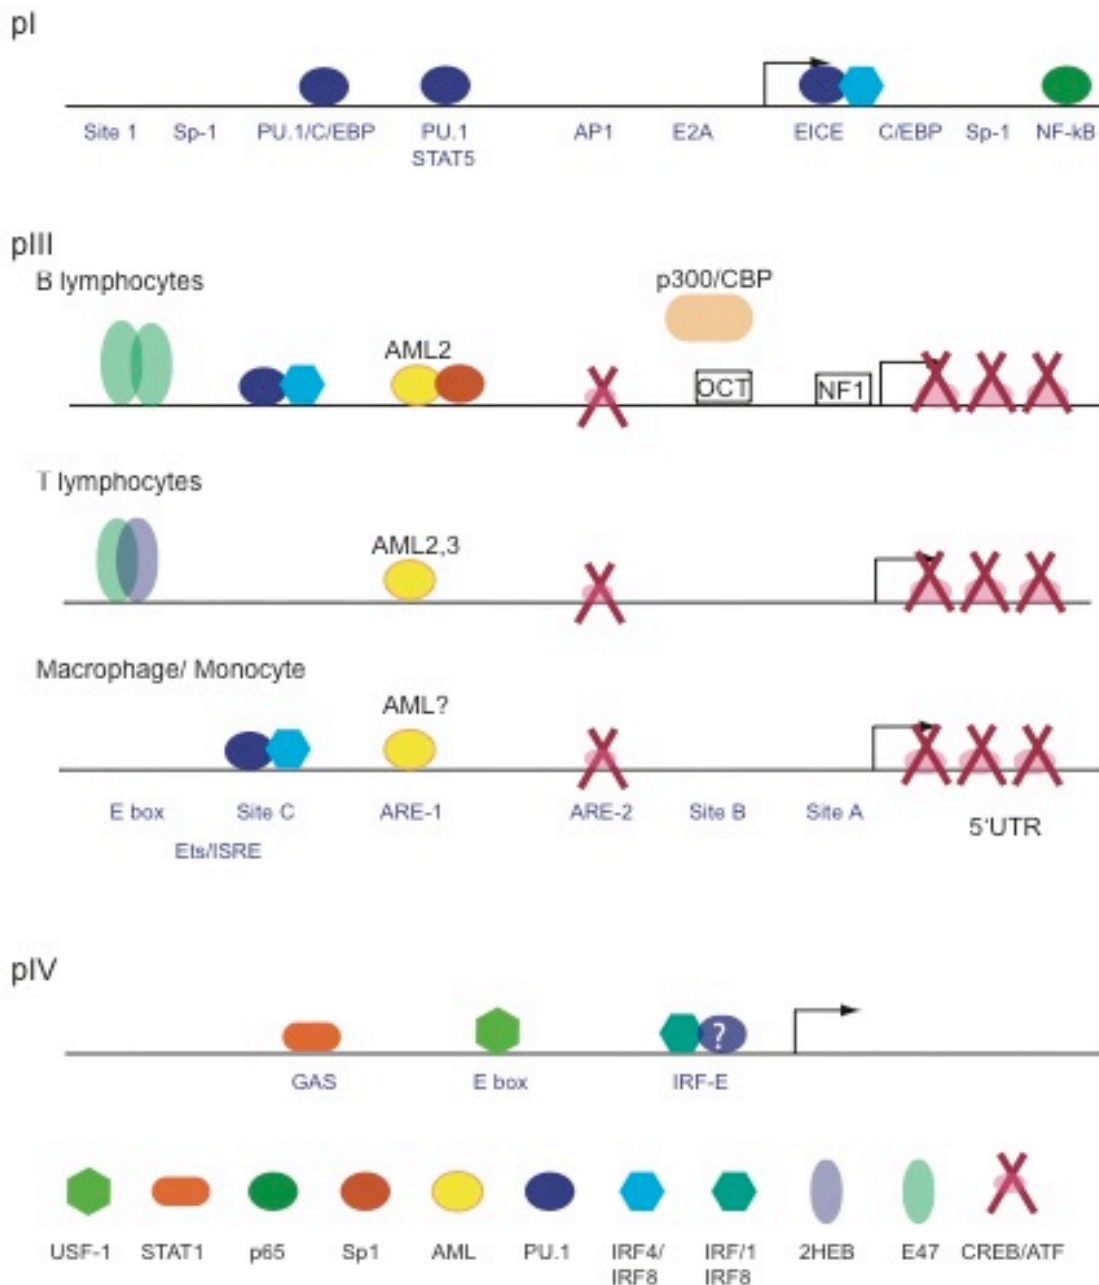 pI
Site 1 Sp-1 PU.1/C/EBP PU.1 AP1 E2A EICE C/EBP Sp-1 NF-kB
STAT5
pIII
B lymphocytes
p300/CBP
AML2
OCT NF1
T lymphocytes
AML2,3
Macrophage/ Monocyte
AML?
E box Site C ARE-1 ARE-2 Site B Site A 5'UTR
Ets/ISRE
pIV
?
GAS E box IRF-E
USF-1 STAT1 p65 Sp1 AML PU.1 IRF4/ IRF/1 2HEB E47 CREB/ATF
IRF8 IRF8